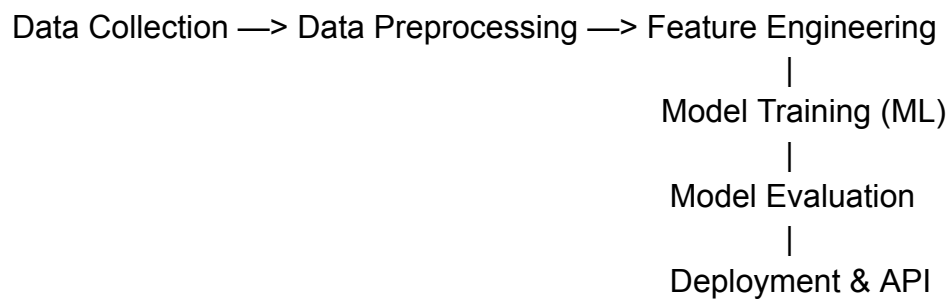 Data Collection —> Data Preprocessing —> Feature Engineering
|
Model Training (ML)
|
Model Evaluation
|
Deployment & API